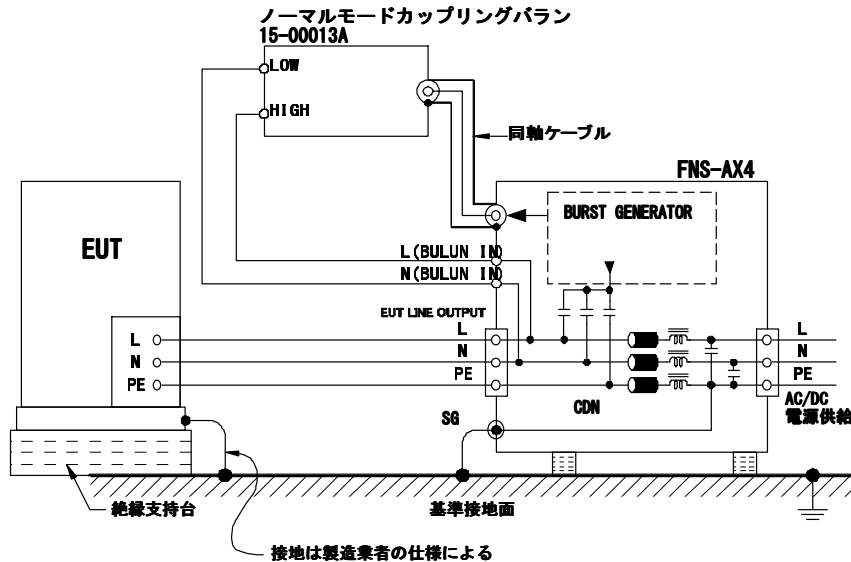 ノーマルモードカップリングバラン
15-00013A
LOW
HIGH
同軸ケーブル
FNS-AX4
BURST GENERATOR
EUT
L(BULUN IN)
N(BULUN IN)
EUT LINE OUTPUT
L
N
PE
L
N
PE
L
N
PE
SG
CDN
AC/DC
電源供給
絶縁支持台
基準接地面
接地は製造業者の仕様による